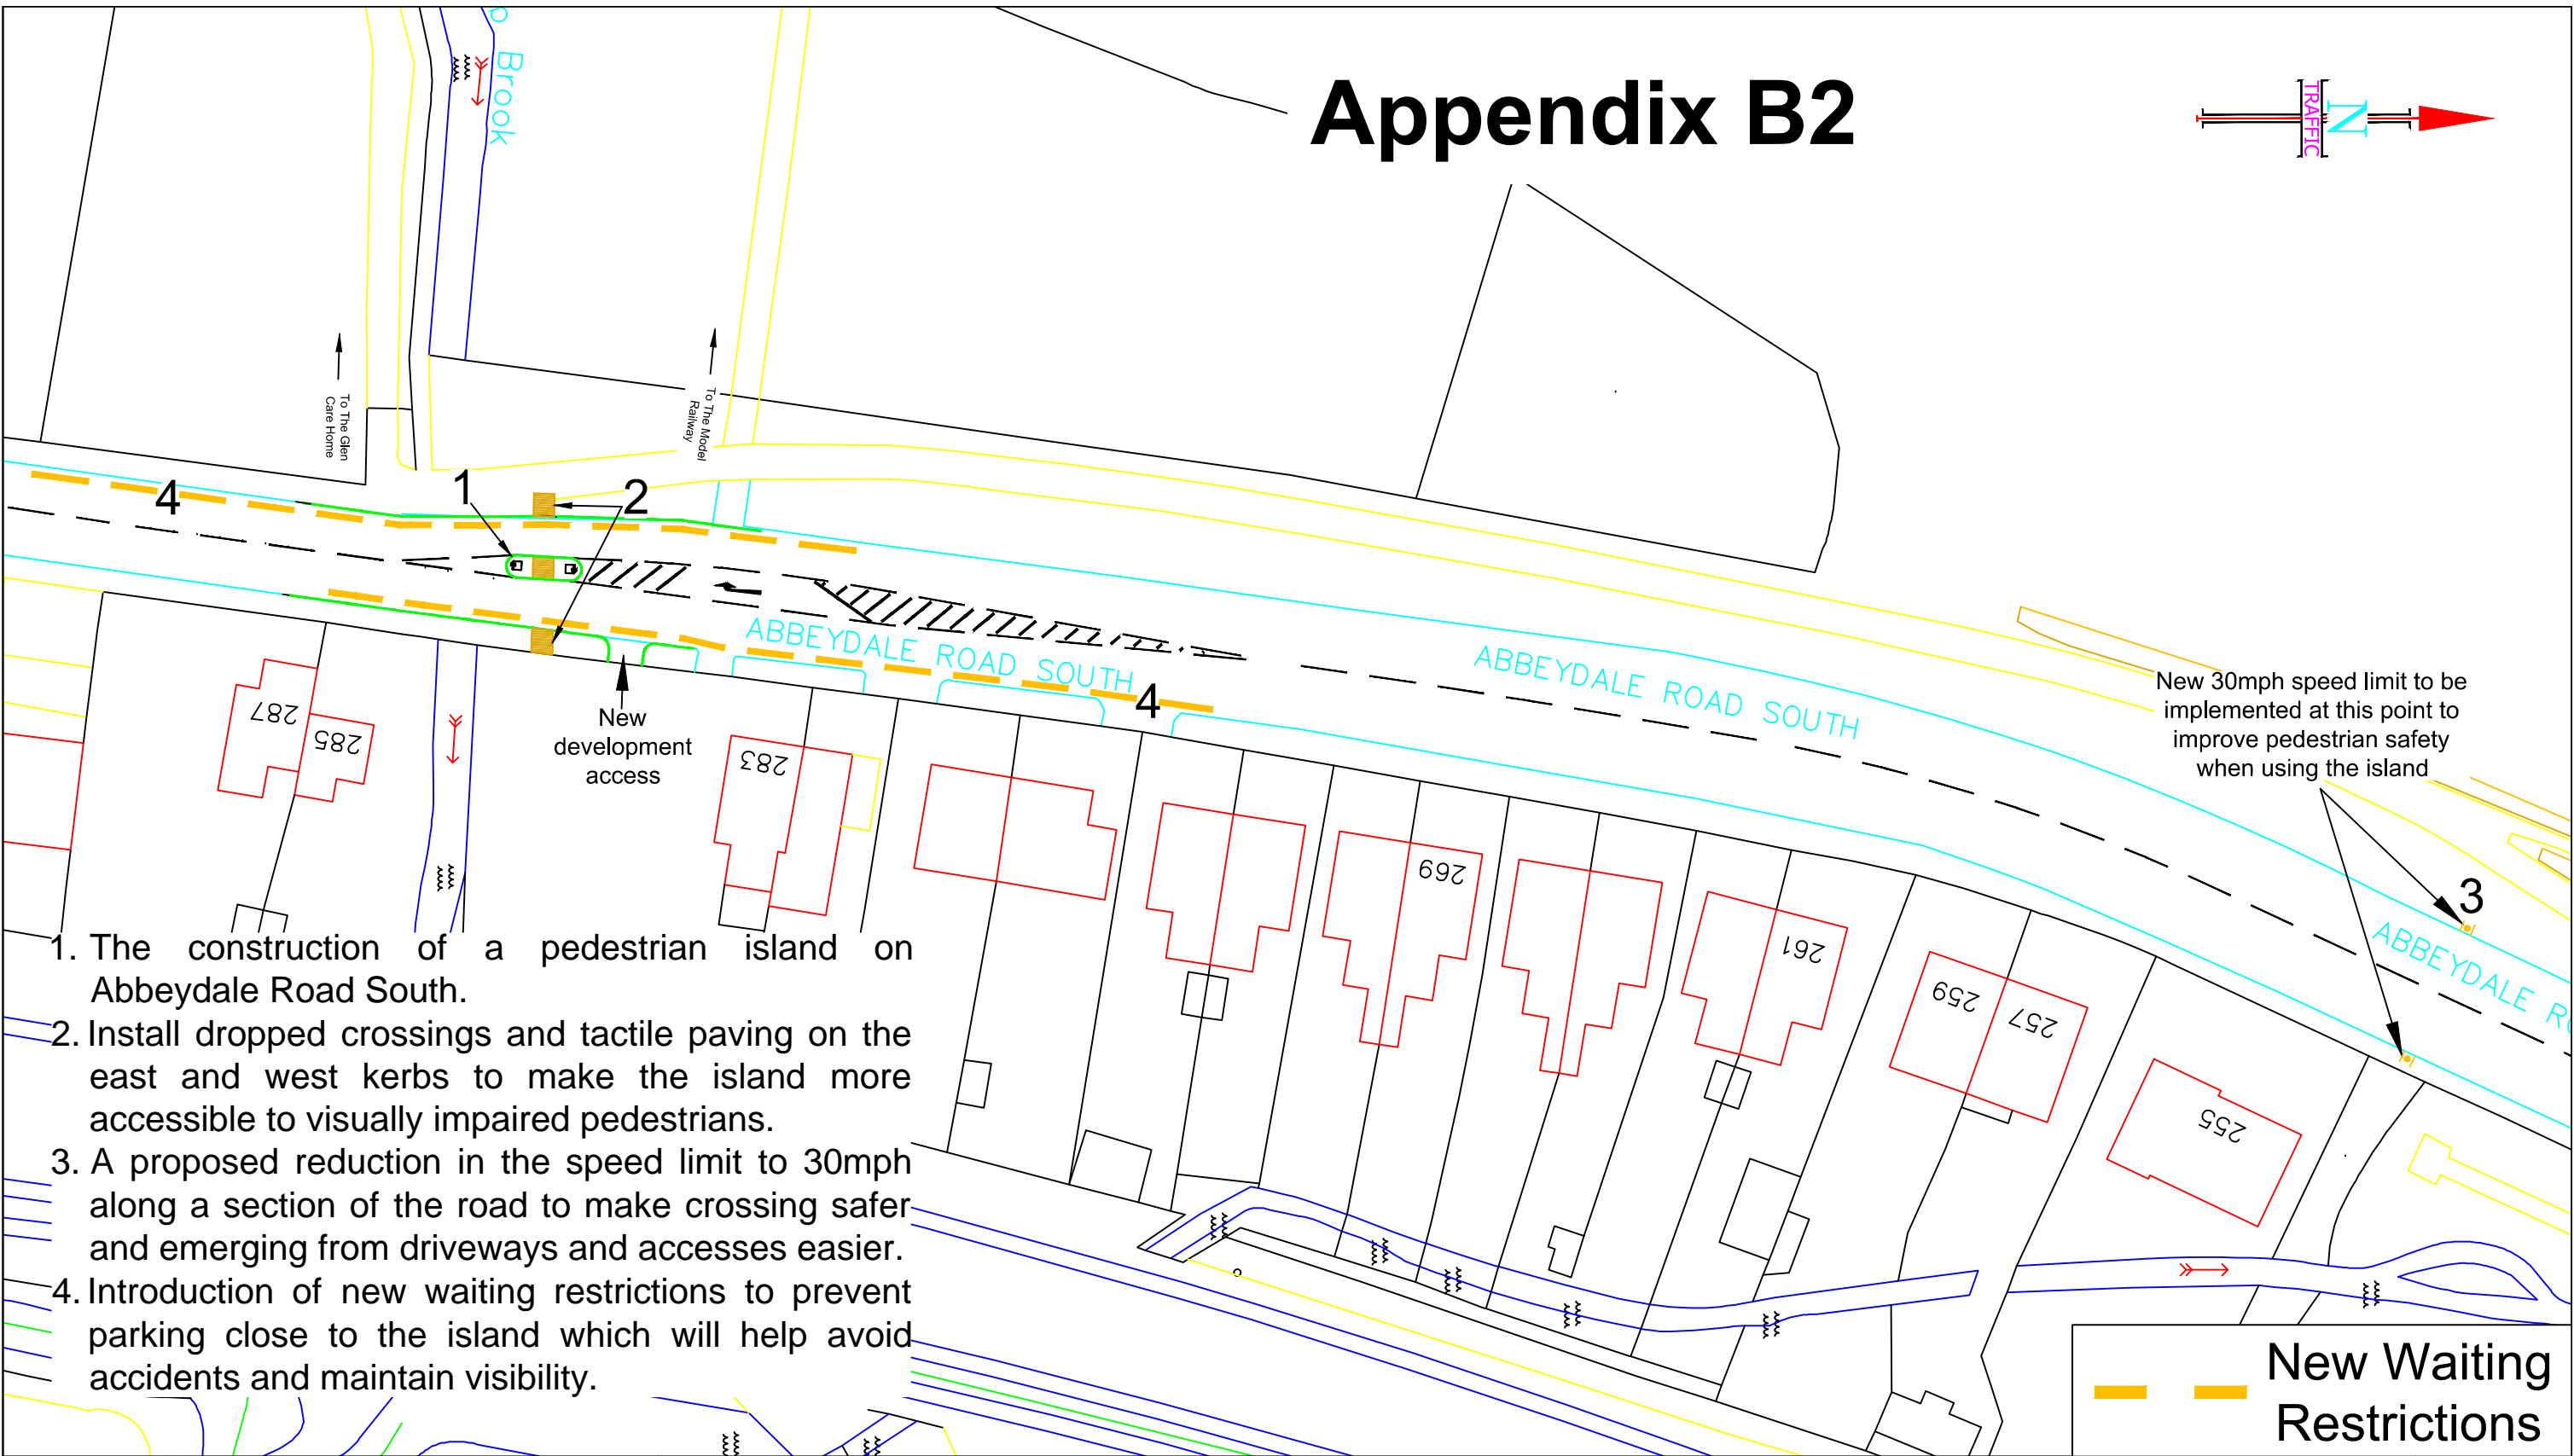 Appendix B2
TRAFFIC
N
Brook
To The Glen
Care Home
To The Model
Railway
4
1
2
ABBEYDALE ROAD SOUTH
4
ABBEYDALE ROAD SOUTH
New 30mph speed limit to be
implemented at this point to
improve pedestrian safety
when using the island
3
ABBEYDALE
New
development
access
287
285
283
269
261
259
257
255
1. The construction of a pedestrian island on
Abbeydale Road South.
2. Install dropped crossings and tactile paving on the
east and west kerbs to make the island more
accessible to visually impaired pedestrians.
3. A proposed reduction in the speed limit to 30mph
along a section of the road to make crossing safer
and emerging from driveways and accesses easier.
4. Introduction of new waiting restrictions to prevent
parking close to the island which will help avoid
accidents and maintain visibility.
New Waiting
Restrictions